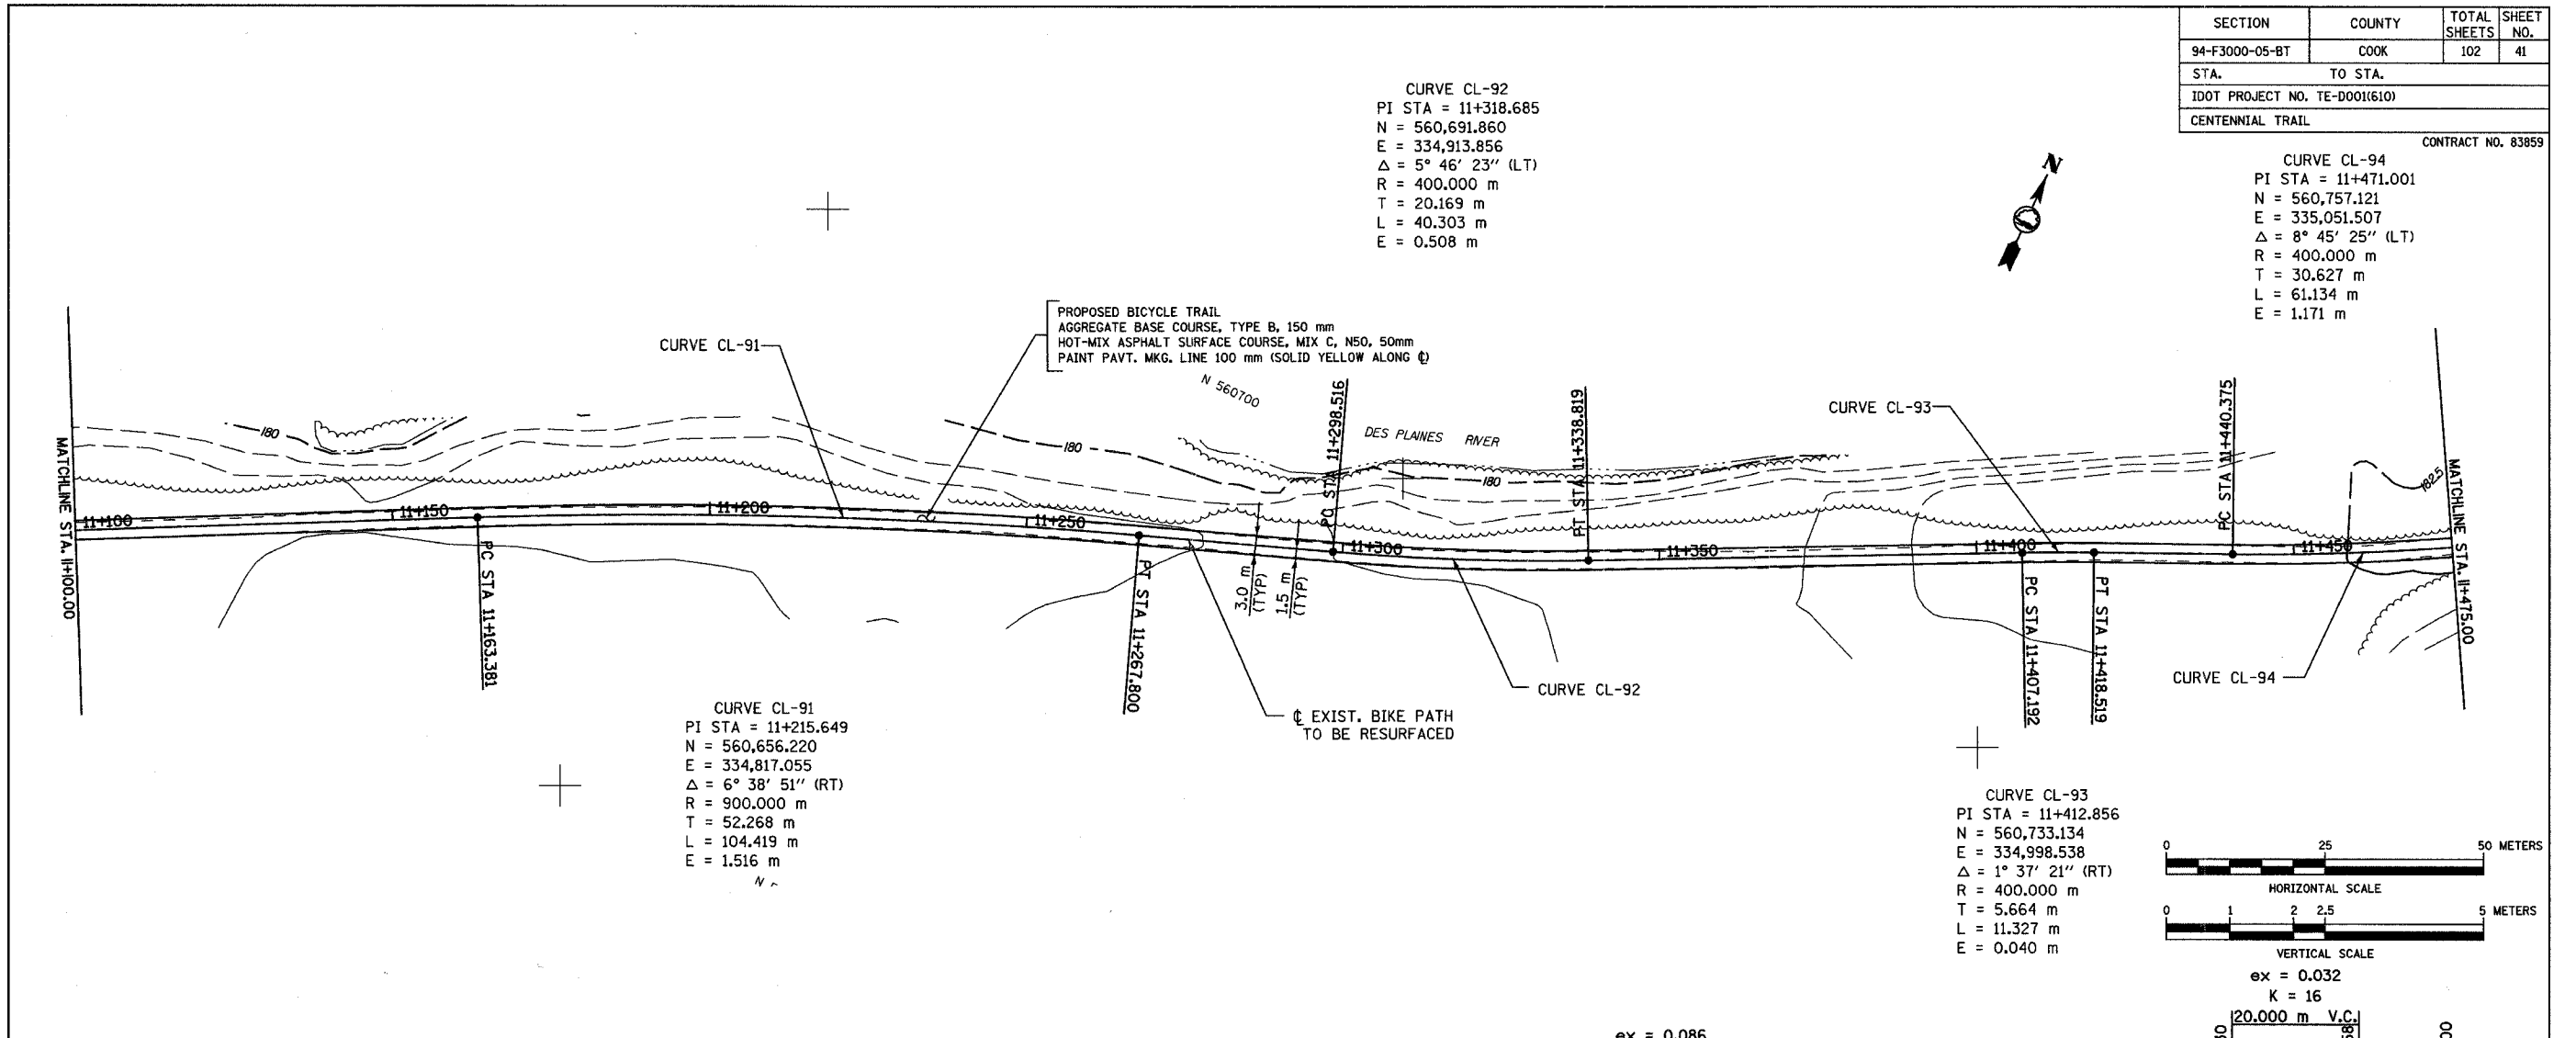 SECTION COUNTY TOTAL SHEETS SHEET NO.
94-F3000-05-BT COOK 102 41
STA. TO STA.
IDOT PROJECT NO. TE-D001(610)
CENTENNIAL TRAIL
CONTRACT NO. 83859
CURVE CL-92
PI STA = 11+318.685
N = 560,691.860
E = 334,913.856
Δ = 5° 46' 23" (LT)
R = 400.000 m
T = 20.169 m
L = 40.303 m
E = 0.508 m
N
CURVE CL-94
PI STA = 11+471.001
N = 560,757.121
E = 335,051.507
Δ = 8° 45' 25" (LT)
R = 400.000 m
T = 30.627 m
L = 61.134 m
E = 1.171 m
PROPOSED BICYCLE TRAIL
AGGREGATE BASE COURSE, TYPE B, 150 mm
HOT-MIX ASPHALT SURFACE COURSE, MIX C, N50, 50mm
PAINT PAVT. MKG. LINE 100 mm (SOLID YELLOW ALONG ℄)
CURVE CL-91
N 560700
CURVE CL-93
DES PLAINES RIVER
180
180
180
182.5
MATCHLINE STA. 11+100.00
PC STA 11+298.516
PT STA 11+338.819
PC STA 11+440.375
MATCHLINE STA. 11+475.00
11+100
11+150
11+200
11+250
11+300
11+350
11+400
11+450
PC STA 11+163.381
PT STA 11+267.800
3.0 m
(TYP)
1.5 m
(TYP)
PC STA 11+407.192
PT STA 11+418.519
CURVE CL-92
CURVE CL-94
℄ EXIST. BIKE PATH
TO BE RESURFACED
CURVE CL-91
PI STA = 11+215.649
N = 560,656.220
E = 334,817.055
Δ = 6° 38' 51" (RT)
R = 900.000 m
T = 52.268 m
L = 104.419 m
E = 1.516 m
N
CURVE CL-93
PI STA = 11+412.856
N = 560,733.134
E = 334,998.538
Δ = 1° 37' 21" (RT)
R = 400.000 m
T = 5.664 m
L = 11.327 m
E = 0.040 m
0 25 50 METERS
HORIZONTAL SCALE
0 1 2 2.5 5 METERS
VERTICAL SCALE
ex = 0.032
K = 16
20.000 m V.C.
ex = 0.086